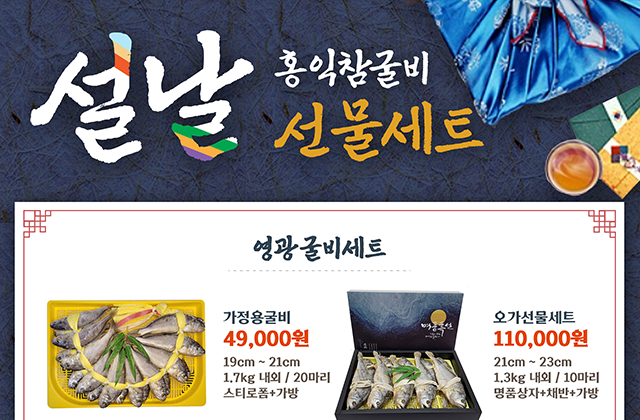 설날
홍익참굴비
선물세트
영광굴비세트
가정용굴비
49,000원
19cm ~ 21cm
1.7kg 내외 / 20마리
스티로폼+가방
오가선물세트
110,000원
21cm ~ 23cm
1.3kg 내외 / 10마리
명품상자+채반+가방